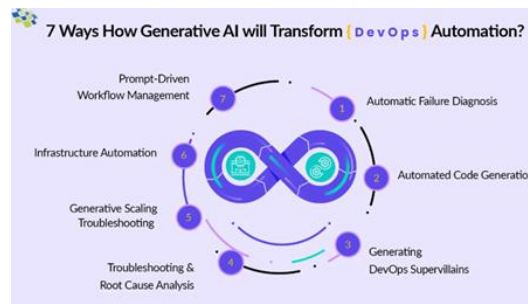 7 Ways How Generative AI will Transform {DevOps} Automation?
Prompt-Driven
Workflow Management
7
1
Automatic Failure Diagnosis
Infrastructure Automation
6
2
Automated Code Generatio
Generative Scaling
Troubleshooting
5
3
Generating
DevOps Supervillains
Troubleshooting &
Root Cause Analysis
4